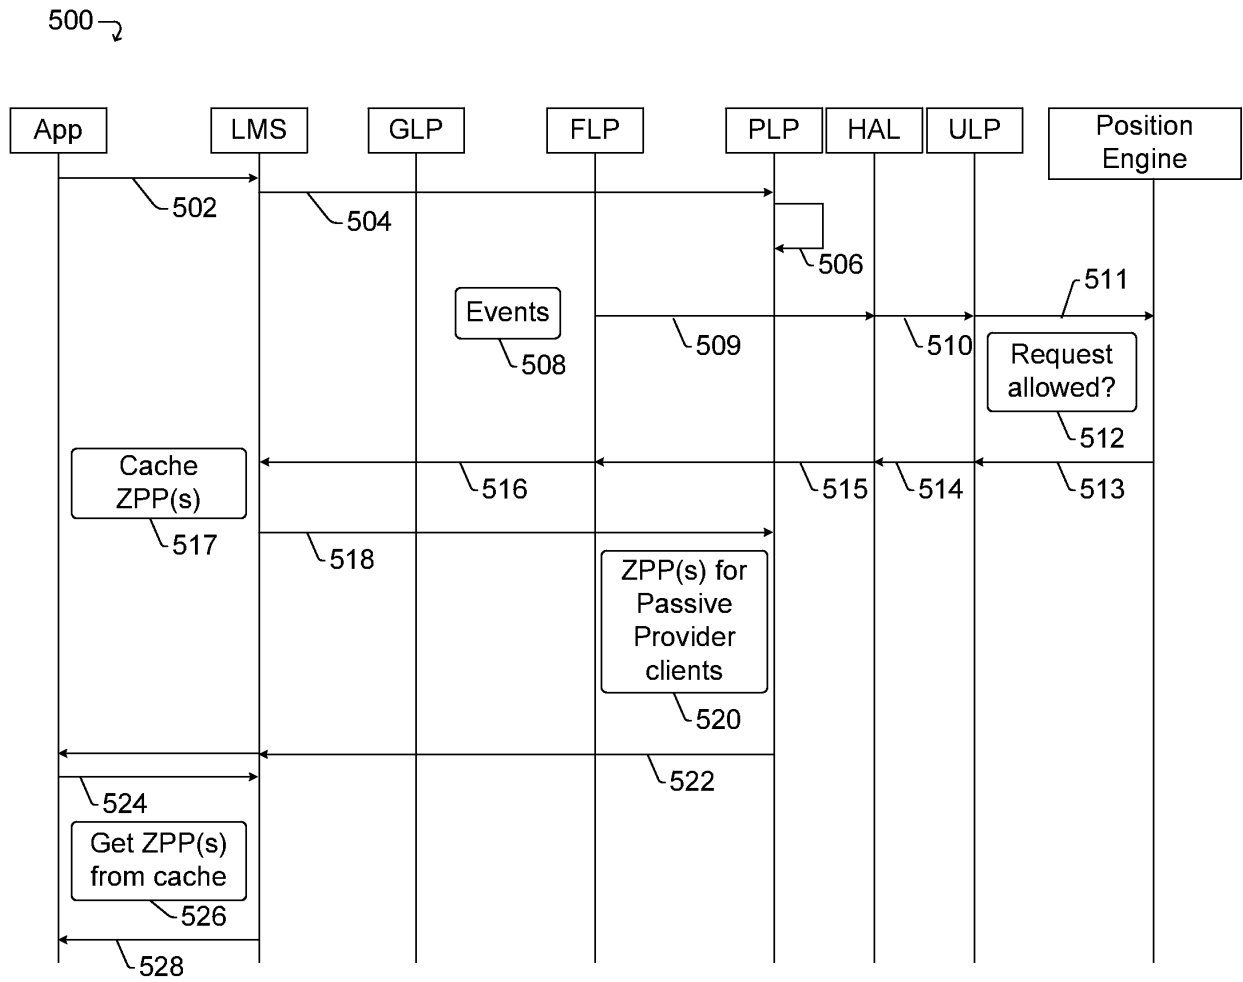 500
App
LMS
GLP
FLP
PLP
HAL
ULP
Position
Engine
502
504
506
511
Events
508
509
510
Request
allowed?
512
Cache
ZPP(s)
517
516
515
514
513
518
ZPP(s) for
Passive
Provider
clients
520
522
524
Get ZPP(s)
from cache
526
528